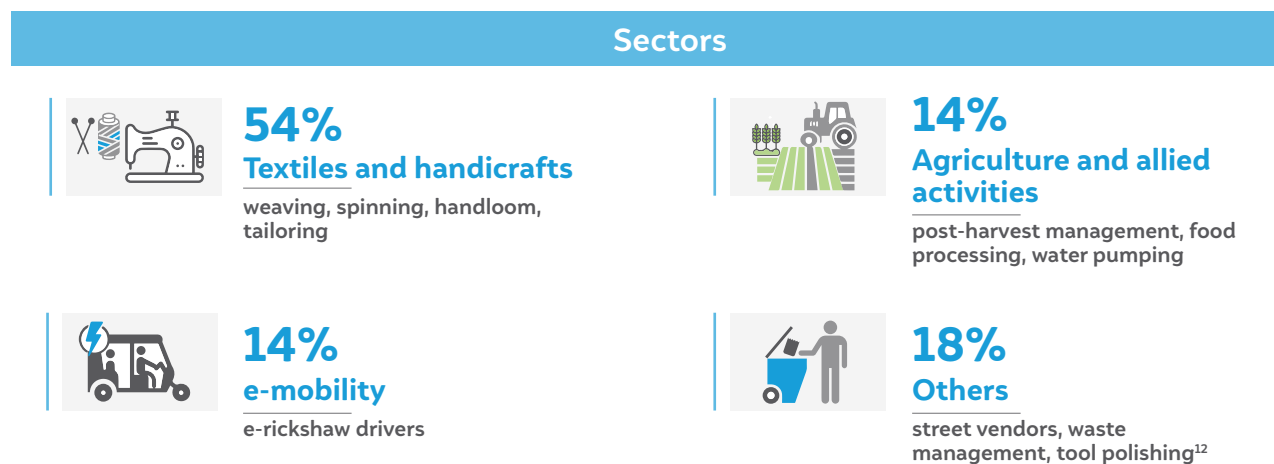 Sectors
54%
Textiles and handicrafts
weaving, spinning, handloom,
tailoring
14%
Agriculture and allied
activities
post-harvest management, food
processing, water pumping
14%
e-mobility
e-rickshaw drivers
18%
Others
street vendors, waste
management, tool polishing¹²